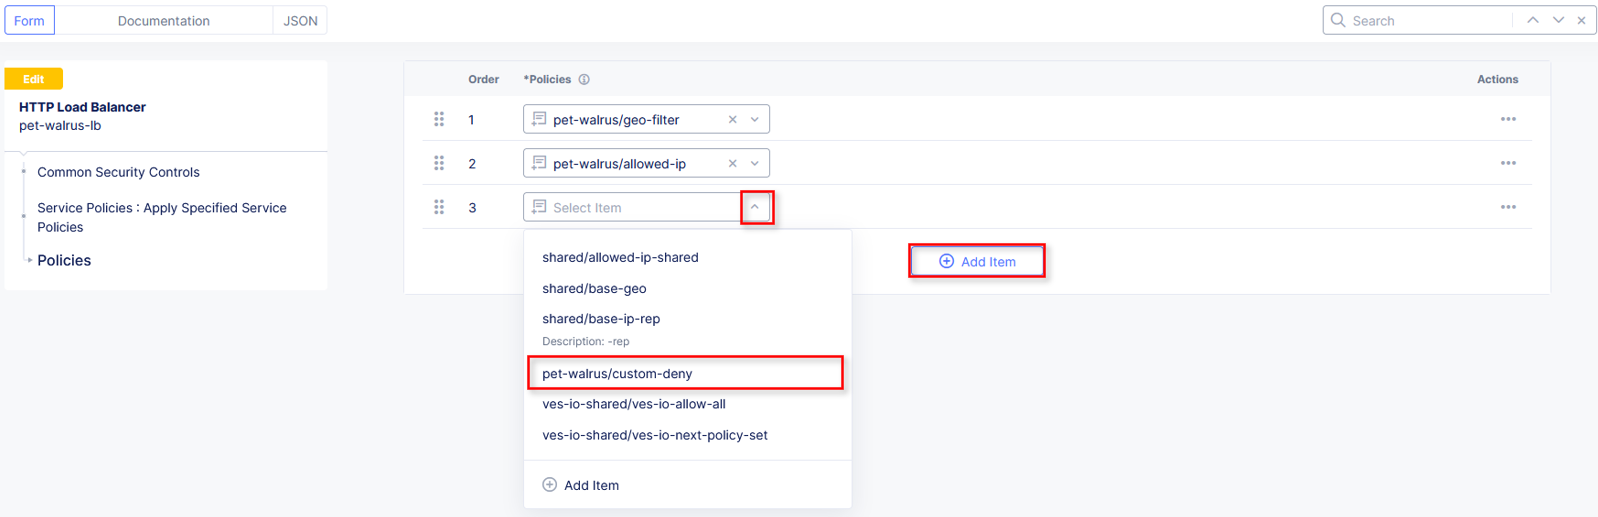 Form
Documentation
JSON
Search
Edit
HTTP Load Balancer
pet-walrus-lb
Common Security Controls
Service Policies : Apply Specified Service
Policies
Policies
Order *Policies Actions
1 pet-walrus/geo-filter
2 pet-walrus/allowed-ip
3 Select Item
shared/allowed-ip-shared
shared/base-geo
shared/base-ip-rep
Description: -rep
pet-walrus/custom-deny
ves-io-shared/ves-io-allow-all
ves-io-shared/ves-io-next-policy-set
Add Item
Add Item